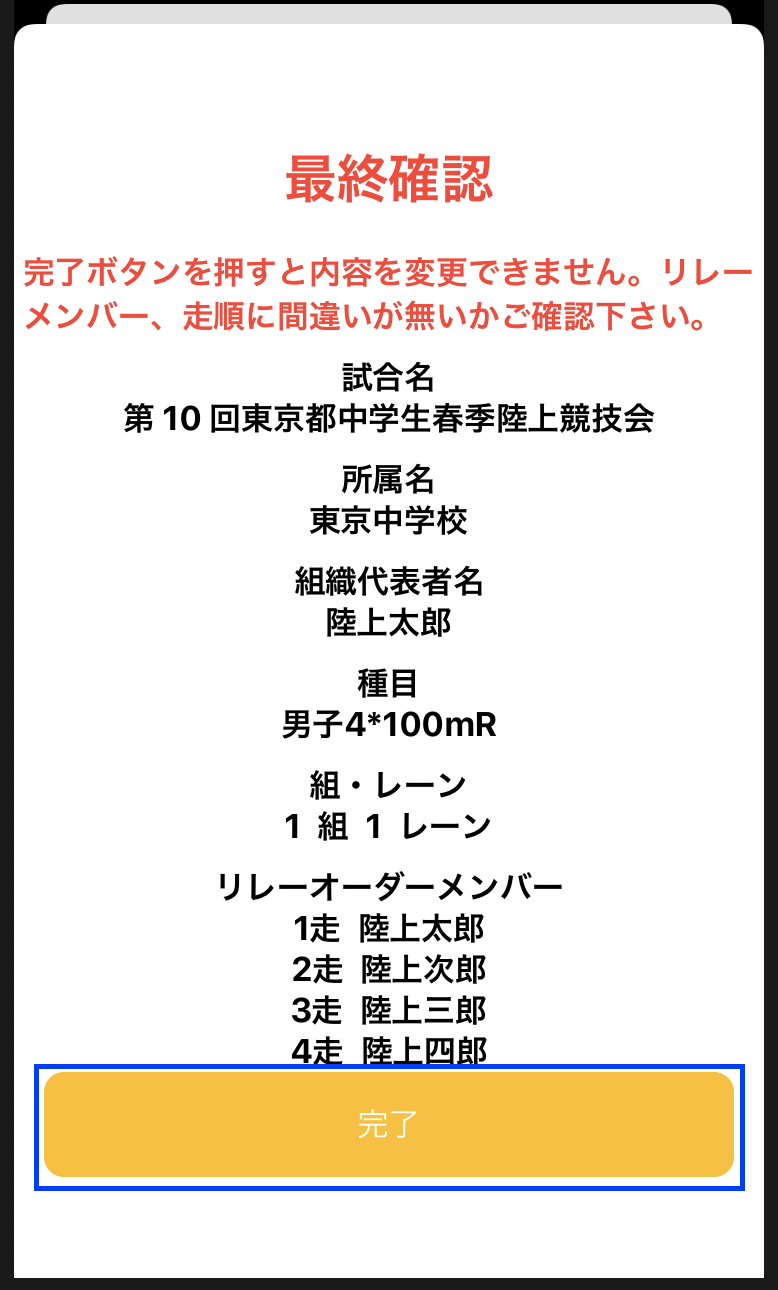 最終確認
完了ボタンを押すと内容を変更できません。リレー
メンバー、走順に間違いが無いかご確認下さい。
試合名
第 10 回東京都中学生春季陸上競技会
所属名
東京中学校
組織代表者名
陸上太郎
種目
男子4*100mR
組・レーン
1 組 1 レーン
リレーオーダーメンバー
1走 陸上太郎
2走 陸上次郎
3走 陸上三郎
4走 陸上四郎
完了